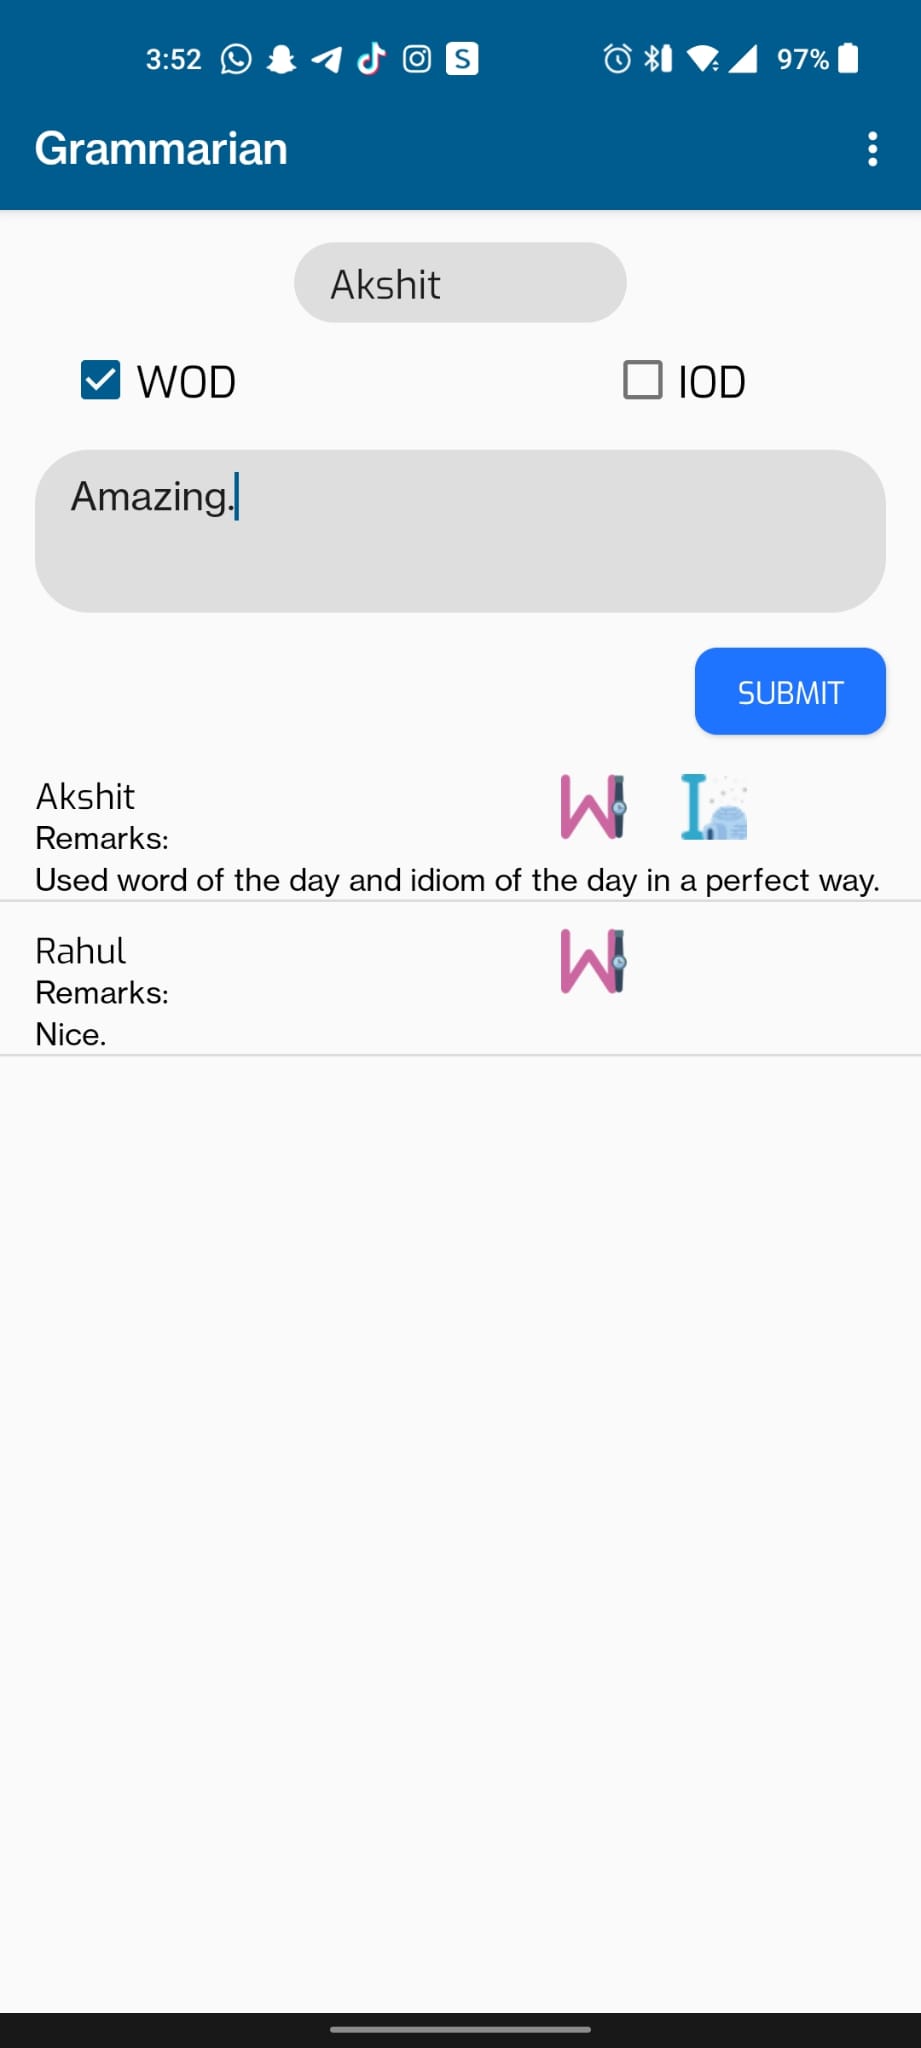 3:52 S 97%
Grammarian
Akshit
WOD IOD
Amazing.
SUBMIT
Akshit W I
Remarks:
Used word of the day and idiom of the day in a perfect way.
Rahul W
Remarks:
Nice.